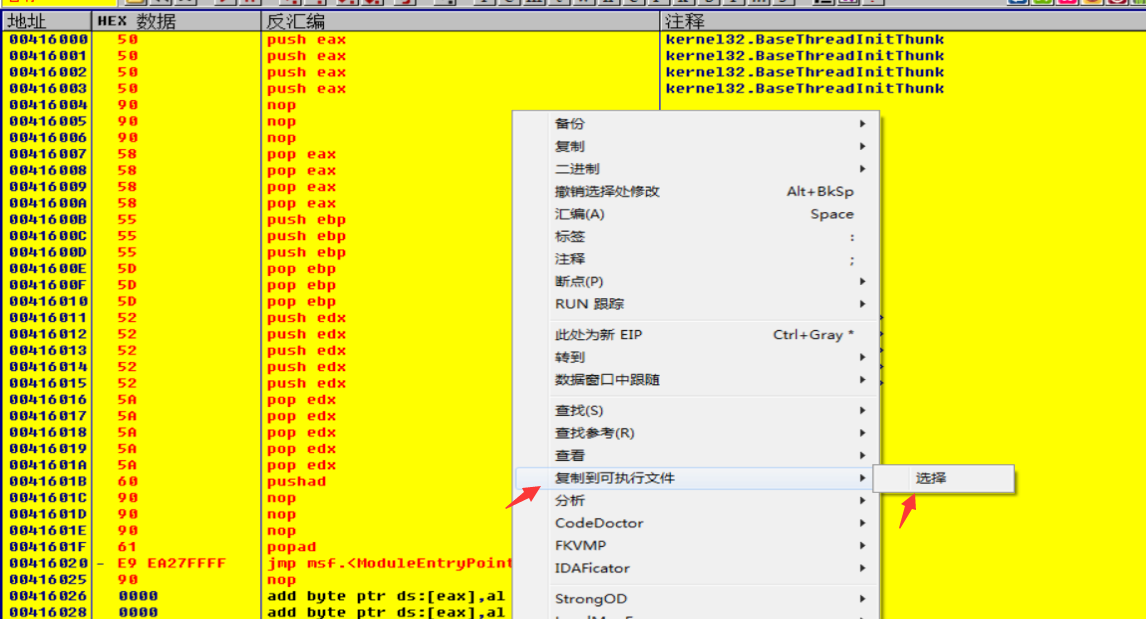 地址 HEX 数据 反汇编 注释
00416000 50 push eax kernel32.BaseThreadInitThunk
00416001 50 push eax kernel32.BaseThreadInitThunk
00416002 50 push eax kernel32.BaseThreadInitThunk
00416003 50 push eax kernel32.BaseThreadInitThunk
00416004 90 nop
00416005 90 nop
00416006 90 nop
00416007 58 pop eax
00416008 58 pop eax
00416009 58 pop eax
0041600A 58 pop eax
0041600B 55 push ebp
0041600C 55 push ebp
0041600D 55 push ebp
0041600E 5D pop ebp
0041600F 5D pop ebp
00416010 5D pop ebp
00416011 52 push edx
00416012 52 push edx
00416013 52 push edx
00416014 52 push edx
00416015 52 push edx
00416016 5A pop edx
00416017 5A pop edx
00416018 5A pop edx
00416019 5A pop edx
0041601A 5A pop edx
0041601B 60 pushad
0041601C 90 nop
0041601D 90 nop
0041601E 90 nop
0041601F 61 popad
00416020 - E9 EA27FFFF jmp msf.<ModuleEntryPoint
00416025 90 nop
00416026 0000 add byte ptr ds:[eax],al
00416028 0000 add byte ptr ds:[eax],al
备份
复制
二进制
撤销选择处修改 Alt+BkSp
汇编(A) Space
标签 :
注释 ;
断点(P)
RUN 跟踪
此处为新 EIP Ctrl+Gray *
转到
数据窗口中跟随
查找(S)
查找参考(R)
查看
复制到可执行文件
选择
分析
CodeDoctor
FKVMP
IDAFicator
StrongOD